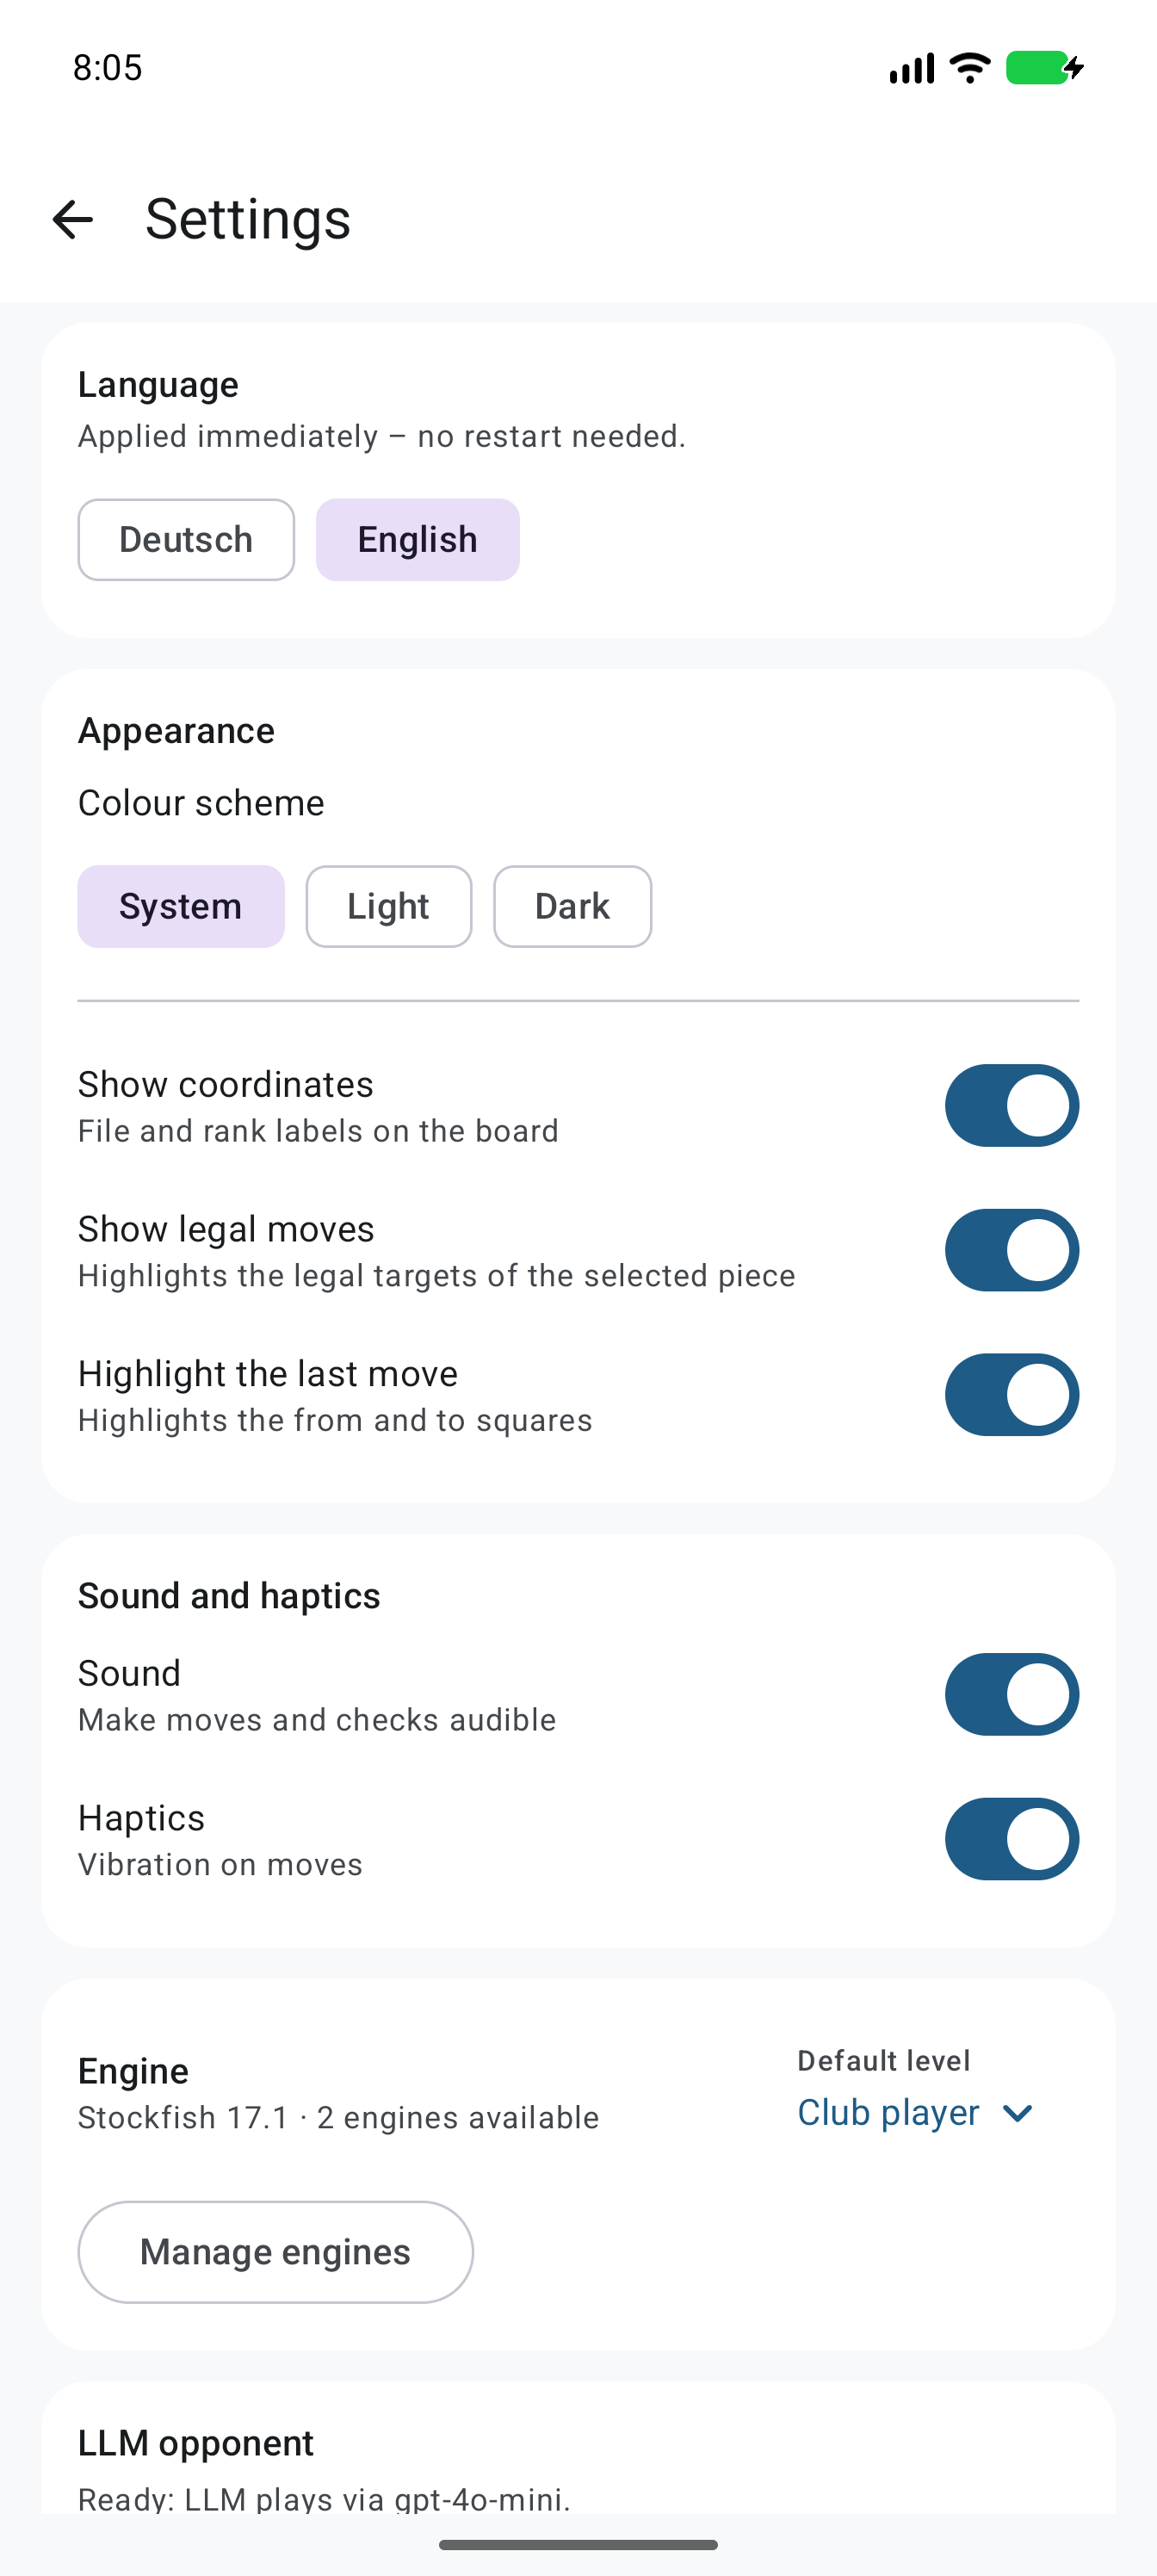 8:05
Settings
Language
Applied immediately – no restart needed.
Deutsch English
Appearance
Colour scheme
System Light Dark
Show coordinates
File and rank labels on the board
Show legal moves
Highlights the legal targets of the selected piece
Highlight the last move
Highlights the from and to squares
Sound and haptics
Sound
Make moves and checks audible
Haptics
Vibration on moves
Engine
Stockfish 17.1 · 2 engines available
Default level
Club player
Manage engines
LLM opponent
Ready: LLM plays via gpt-4o-mini.